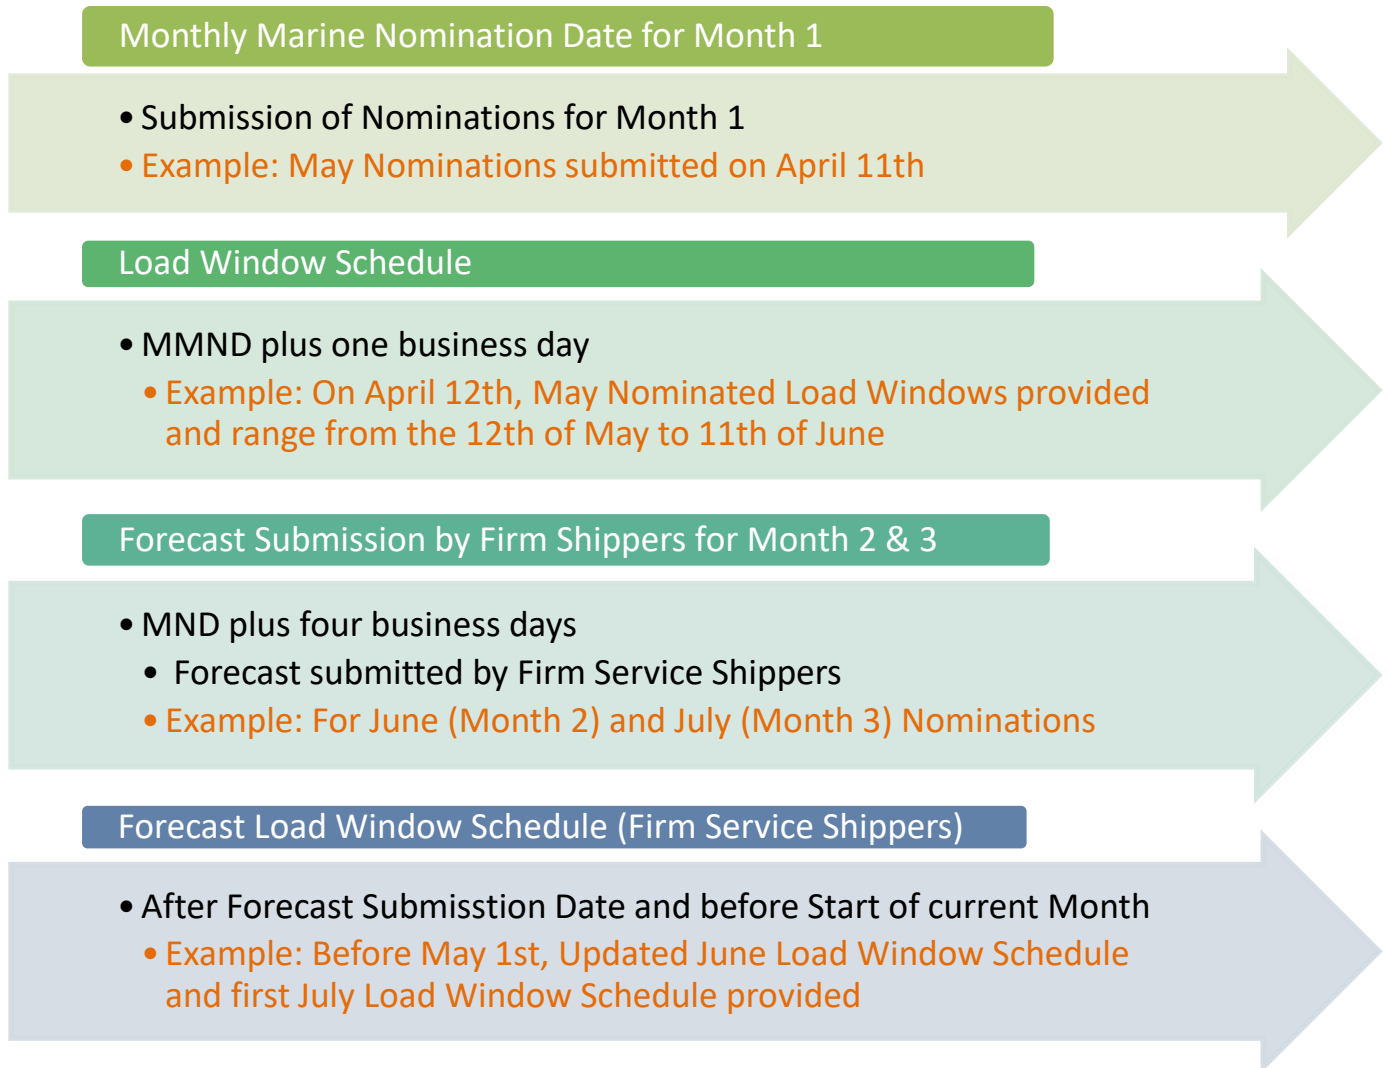 Monthly Marine Nomination Date for Month 1
• Submission of Nominations for Month 1
• Example: May Nominations submitted on April 11th
Load Window Schedule
• MMND plus one business day
• Example: On April 12th, May Nominated Load Windows provided
and range from the 12th of May to 11th of June
Forecast Submission by Firm Shippers for Month 2 & 3
• MND plus four business days
• Forecast submitted by Firm Service Shippers
• Example: For June (Month 2) and July (Month 3) Nominations
Forecast Load Window Schedule (Firm Service Shippers)
• After Forecast Submisstion Date and before Start of current Month
• Example: Before May 1st, Updated June Load Window Schedule
and first July Load Window Schedule provided